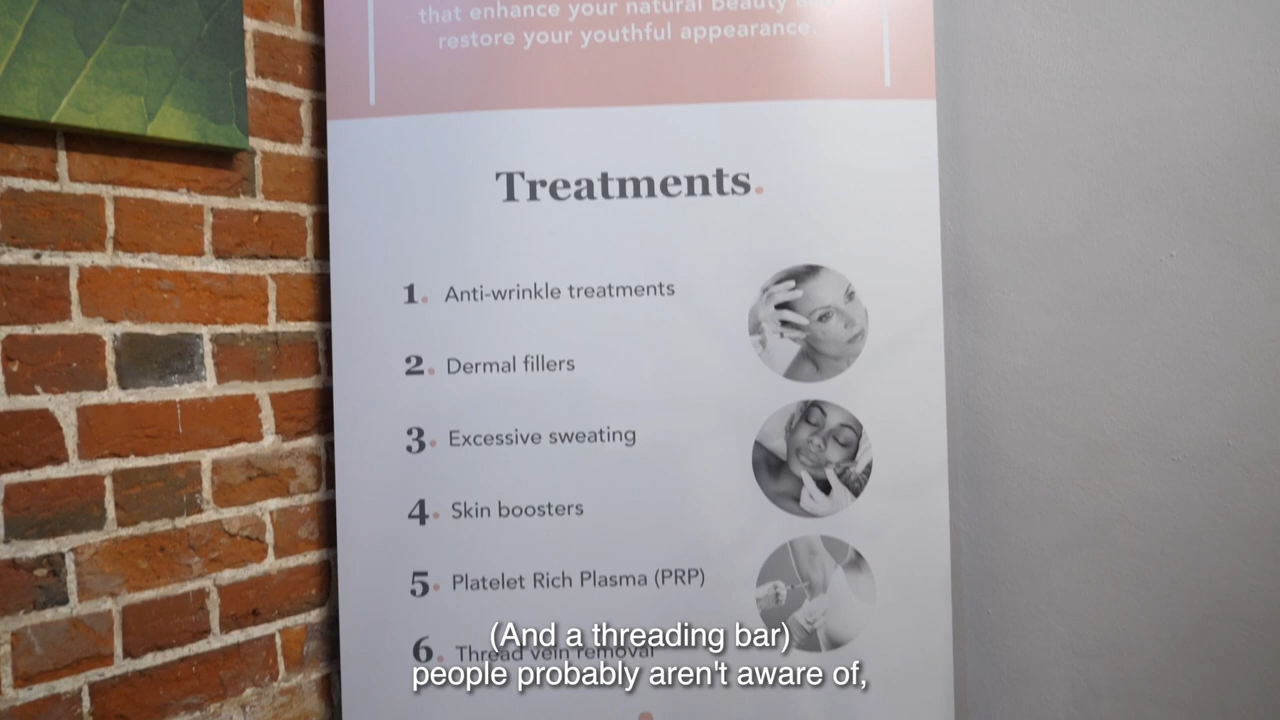 that enhance your natural beauty and
restore your youthful appearance.
Treatments.
1. Anti-wrinkle treatments
2. Dermal fillers
3. Excessive sweating
4. Skin boosters
5. Platelet Rich Plasma (PRP)
6. Thread vein removal
(And a threading bar)
people probably aren't aware of,